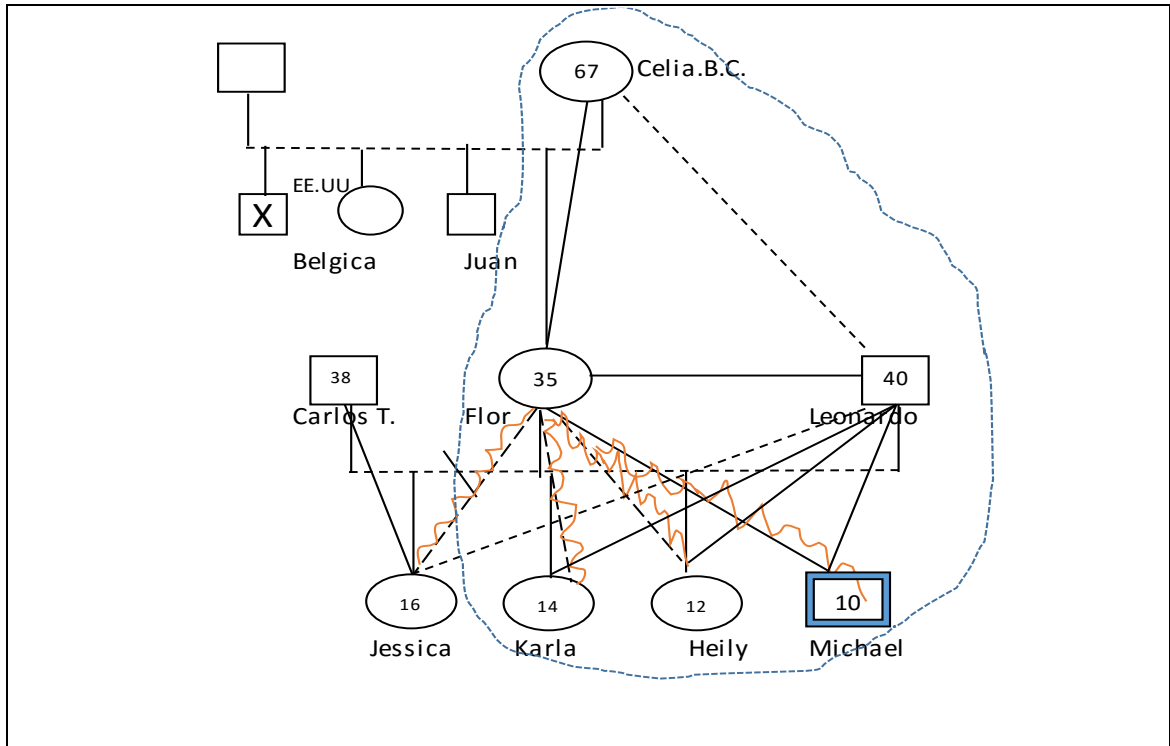 67 Celia.B.C.
EE.UU
X
Belgica Juan
38 35 40
Carlos T. Flor Leonardo
16 14 12 10
Jessica Karla Heily Michael